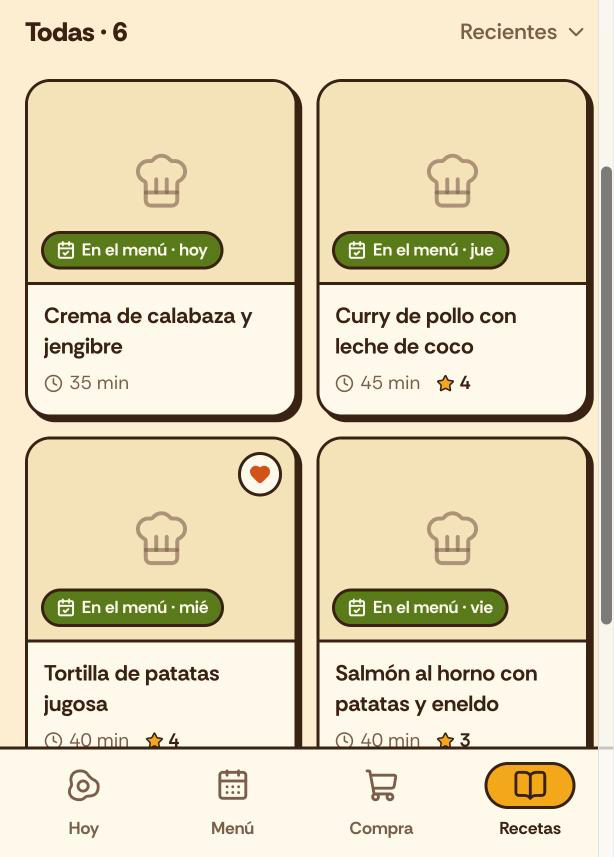 Todas · 6
Recientes
En el menú · hoy
En el menú · jue
Crema de calabaza y
jengibre
35 min
Curry de pollo con
leche de coco
45 min 4
En el menú · mié
En el menú · vie
Tortilla de patatas
jugosa
40 min 4
Salmón al horno con
patatas y eneldo
40 min 3
Hoy
Menú
Compra
Recetas